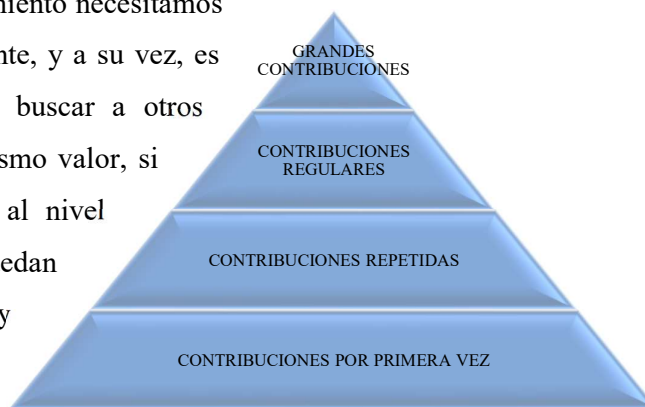 miento necesitamos
nte, y a su vez, es
buscar a otros
smo valor, si
al nivel
edan
y
GRANDES
CONTRIBUCIONES
CONTRIBUCIONES
REGULARES
CONTRIBUCIONES REPETIDAS
CONTRIBUCIONES POR PRIMERA VEZ